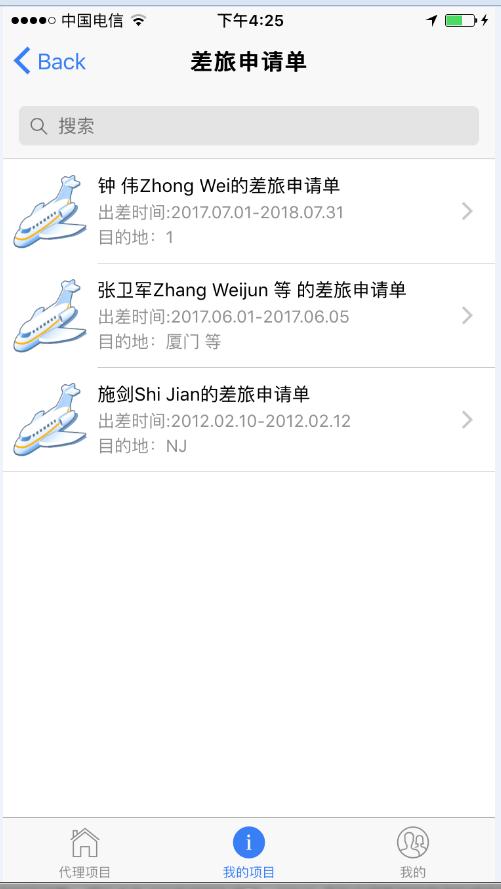 中国电信 下午4:25
Back 差旅申请单
搜索
钟 伟Zhong Wei的差旅申请单
出差时间:2017.07.01-2018.07.31
目的地：1
张卫军Zhang Weijun 等 的差旅申请单
出差时间:2017.06.01-2017.06.05
目的地：厦门 等
施剑Shi Jian的差旅申请单
出差时间:2012.02.10-2012.02.12
目的地：NJ
代理项目 我的项目 我的